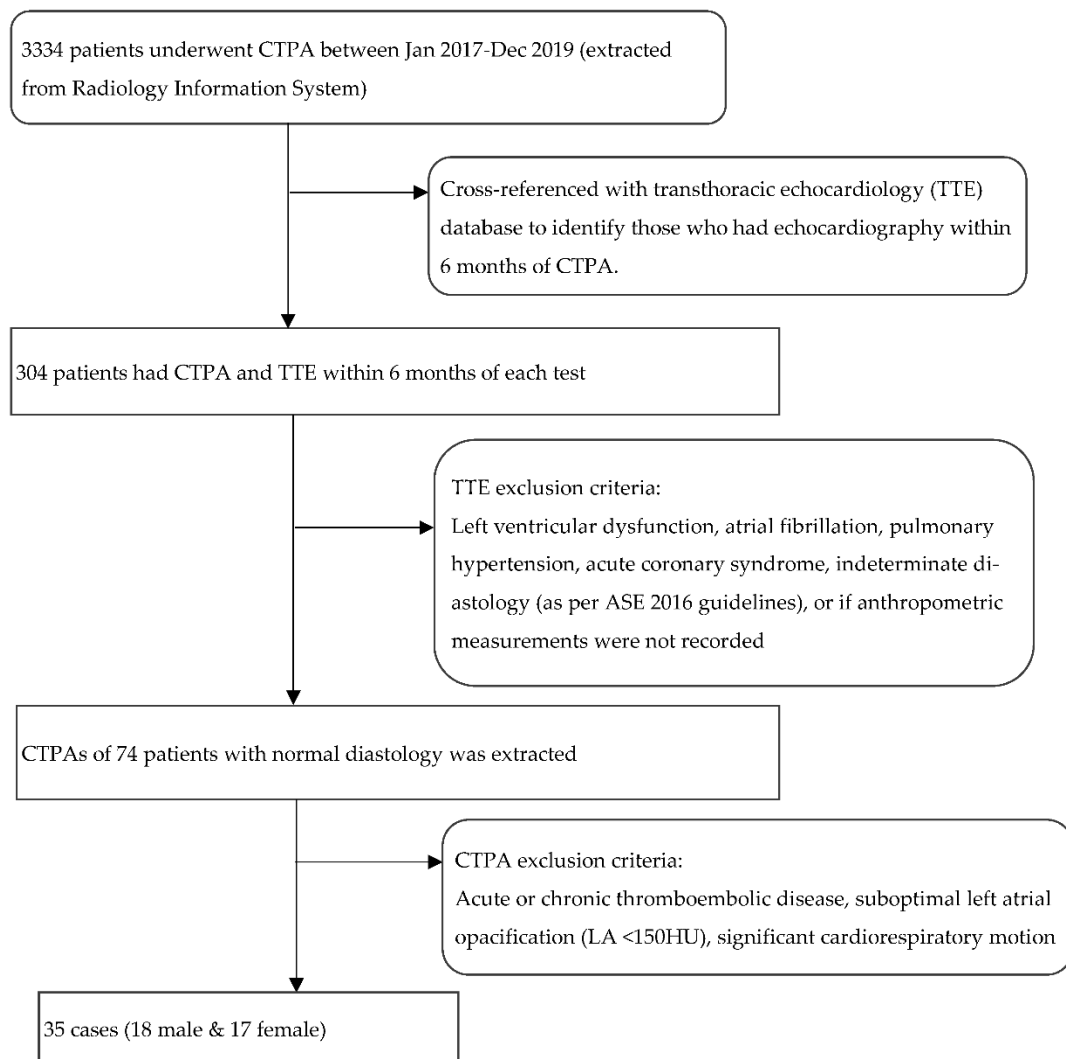 3334 patients underwent CTPA between Jan 2017-Dec 2019 (extracted
from Radiology Information System)
Cross-referenced with transthoracic echocardiology (TTE)
database to identify those who had echocardiography within
6 months of CTPA.
304 patients had CTPA and TTE within 6 months of each test
TTE exclusion criteria:
Left ventricular dysfunction, atrial fibrillation, pulmonary
hypertension, acute coronary syndrome, indeterminate di-
astology (as per ASE 2016 guidelines), or if anthropometric
measurements were not recorded
CTPAs of 74 patients with normal diastology was extracted
CTPA exclusion criteria:
Acute or chronic thromboembolic disease, suboptimal left atrial
opacification (LA <150HU), significant cardiorespiratory motion
35 cases (18 male & 17 female)